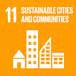 11 SUSTAINABLE CITIES
AND COMMUNITIES